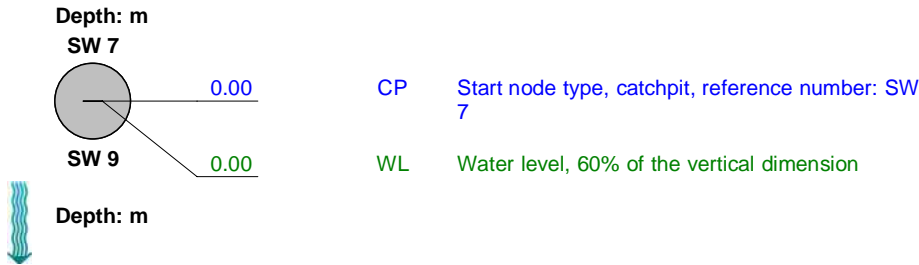 Depth: m
SW 7
0.00 CP Start node type, catchpit, reference number: SW
7
SW 9
0.00 WL Water level, 60% of the vertical dimension
Depth: m